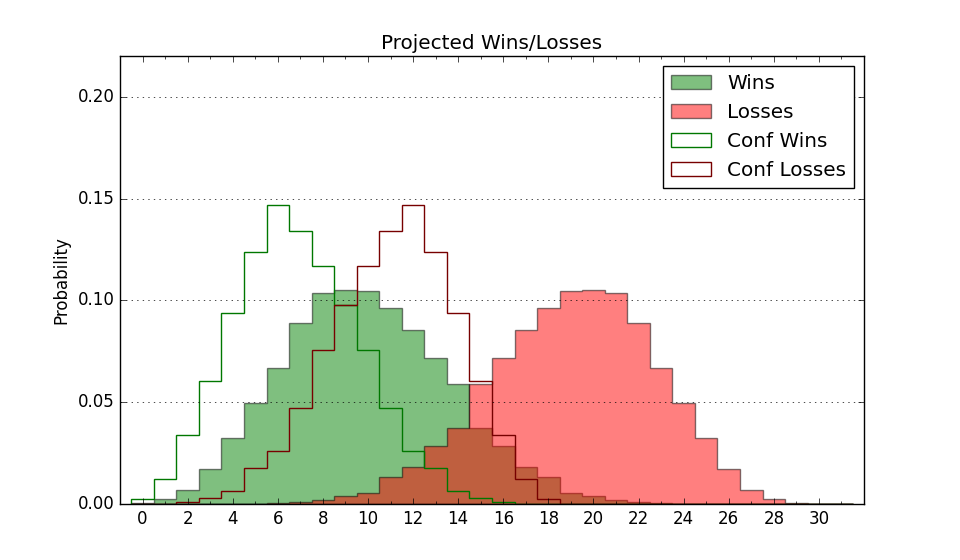 Projected Wins/Losses
Wins
Losses
Conf Wins
Conf Losses
Probability
0.20
0.15
0.10
0.05
0.00
0 2 4 6 8 10 12 14 16 18 20 22 24 26 28 30